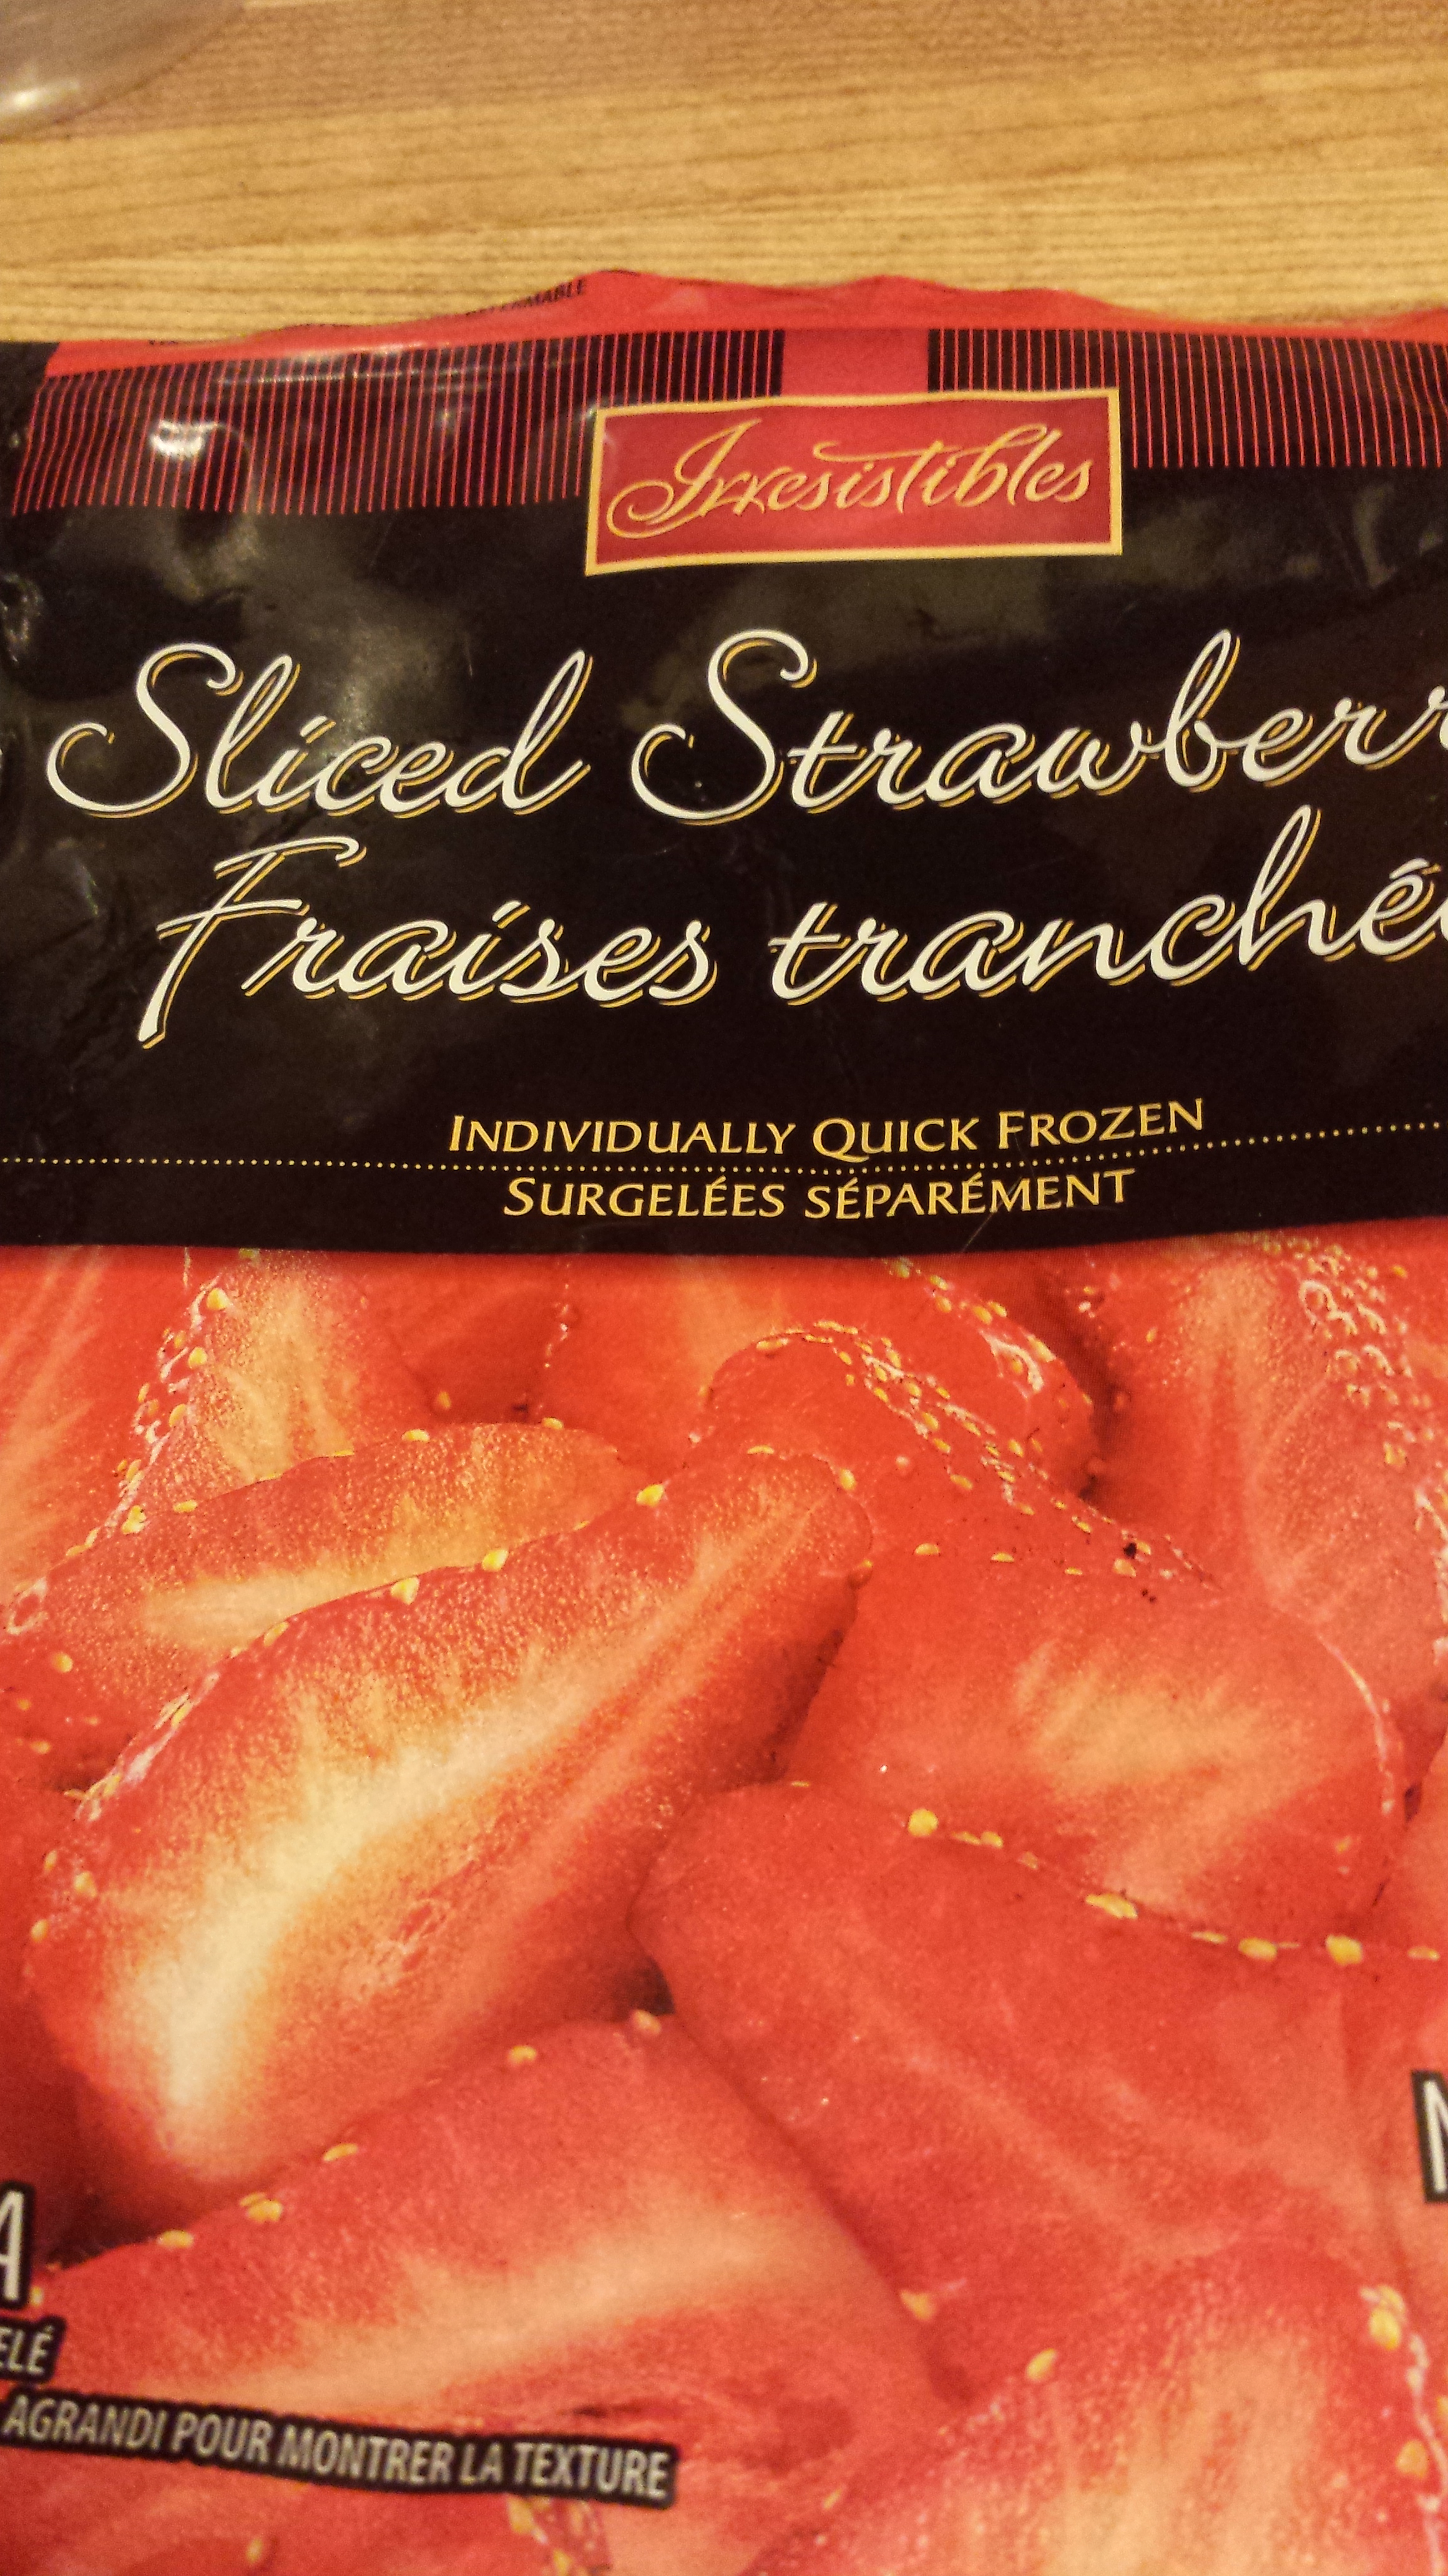 Irresistibles
Sliced Strawberr
Fraises tranché
INDIVIDUALLY QUICK FROZEN
SURGELÉES SÉPARÉMENT
A
ELÉ
AGRANDI POUR MONTRER LA TEXTURE